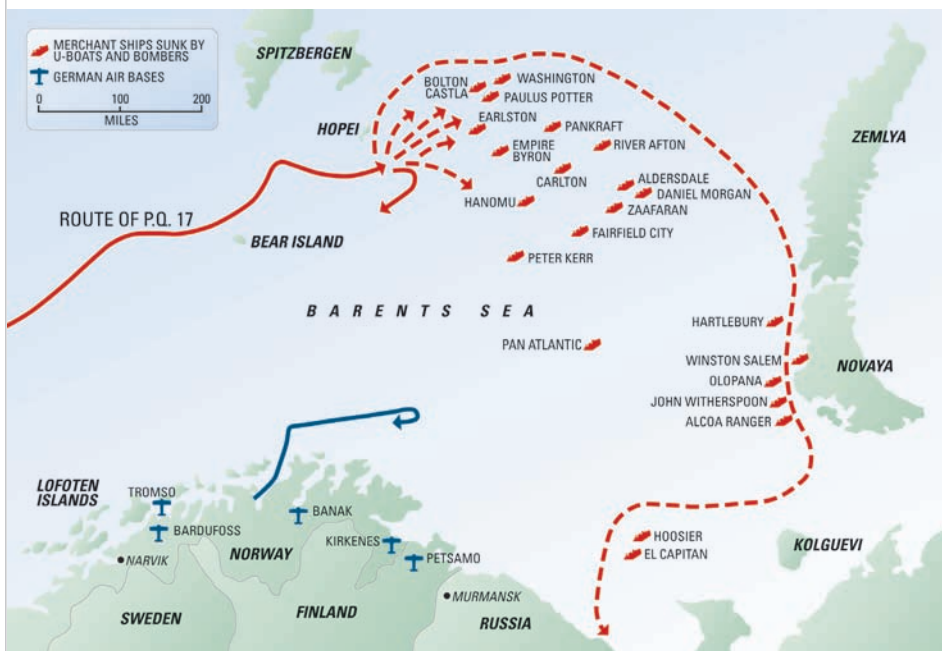 MERCHANT SHIPS SUNK BY
U-BOATS AND BOMBERS
GERMAN AIR BASES
0 100 200
MILES
SPITZBERGEN
HOPEI
BOLTON
CASTLA
WASHINGTON
PAULUS POTTER
EARLSTON
PANKRAFT
EMPIRE
BYRON
RIVER AFTON
CARLTON
ALDERSDALE
DANIEL MORGAN
HANOMU
ZAAFARAN
FAIRFIELD CITY
PETER KERR
ZEMLYA
ROUTE OF P.Q. 17
BEAR ISLAND
BARENTS SEA
HARTLEBURY
PAN ATLANTIC
WINSTON SALEM
NOVAYA
OLOPANA
JOHN WITHERSPOON
ALCOA RANGER
LOFOTEN
ISLANDS
TROMSO
BARDUFOSS
BANAK
NARVIK
NORWAY
KIRKENES
PETSAMO
HOOSIER
EL CAPITAN
KOLGUEVI
MURMANSK
SWEDEN
FINLAND
RUSSIA